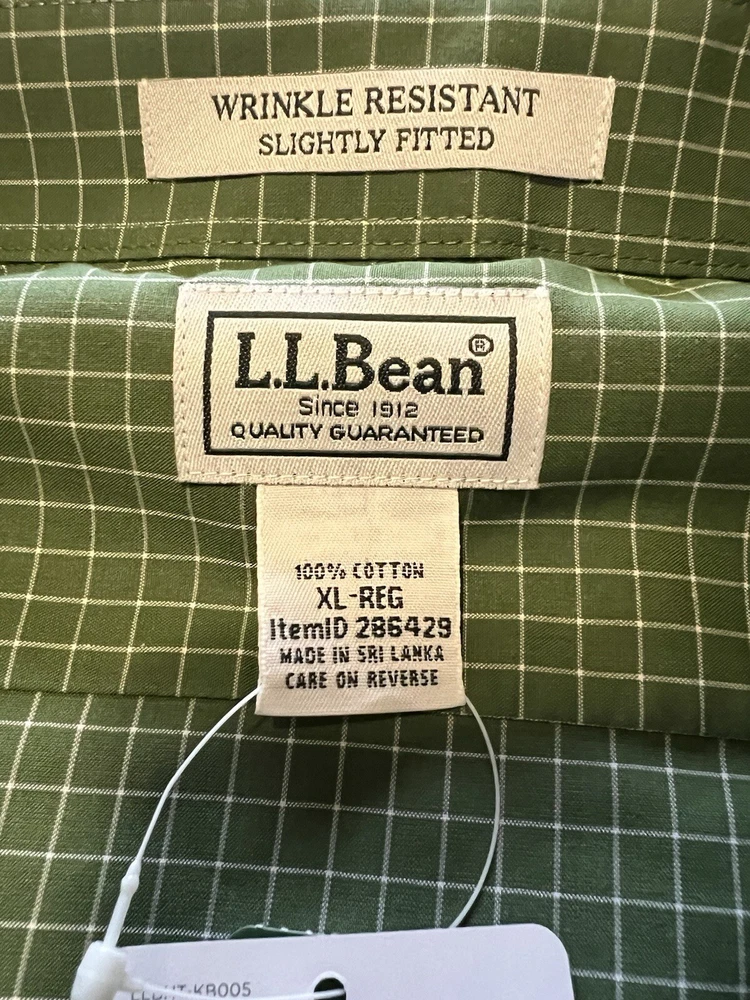 WRINKLE RESISTANT
SLIGHTLY FITTED
L.L.Bean®
Since 1912
QUALITY GUARANTEED
100% COTTON
XL-REG
ItemID 286429
MADE IN SRI LANKA
CARE ON REVERSE